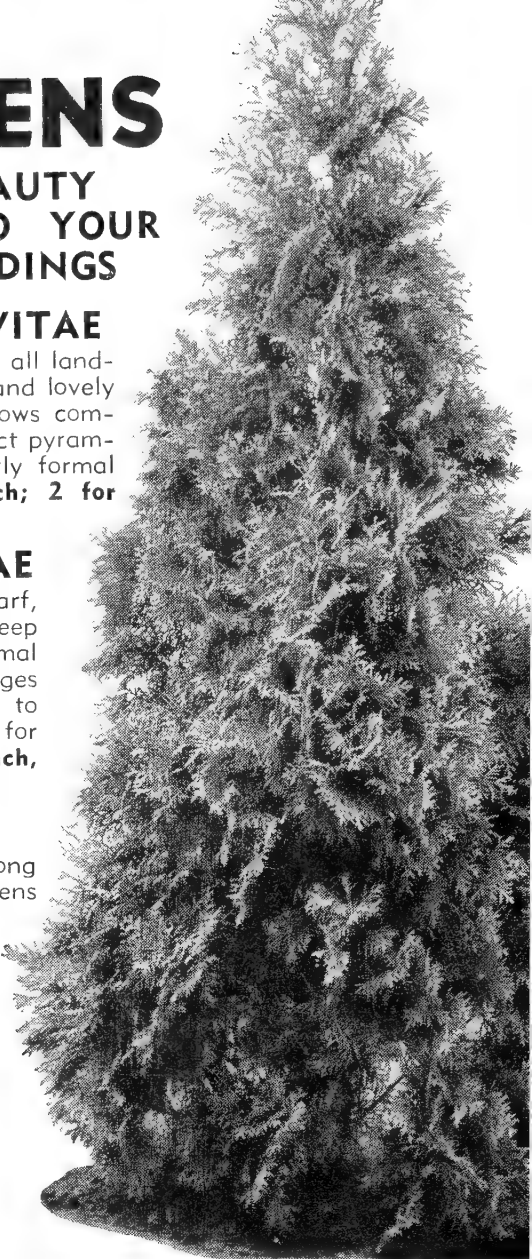 ENS
AUTY
O YOUR
DINGS
VITAE
all land-
and lovely
ows com-
ct pyram-
ly formal
ch; 2 for
AE
arf,
eep
mal
ges
to
for
ch,
ong
ens